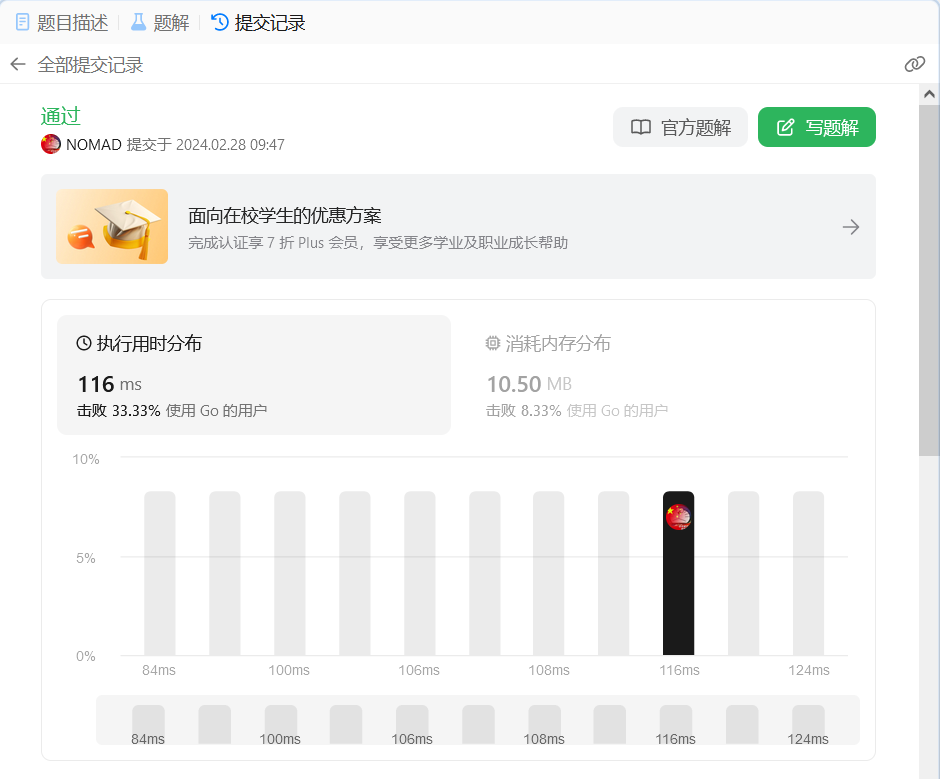 题目描述 题解 提交记录
全部提交记录
通过
官方题解 写题解
NOMAD 提交于 2024.02.28 09:47
面向在校学生的优惠方案
完成认证享 7 折 Plus 会员，享受更多学业及职业成长帮助
执行用时分布 消耗内存分布
116 ms 10.50 MB
击败 33.33% 使用 Go 的用户 击败 8.33% 使用 Go 的用户
10%
5%
0%
84ms 100ms 106ms 108ms 116ms 124ms
84ms 100ms 106ms 108ms 116ms 124ms